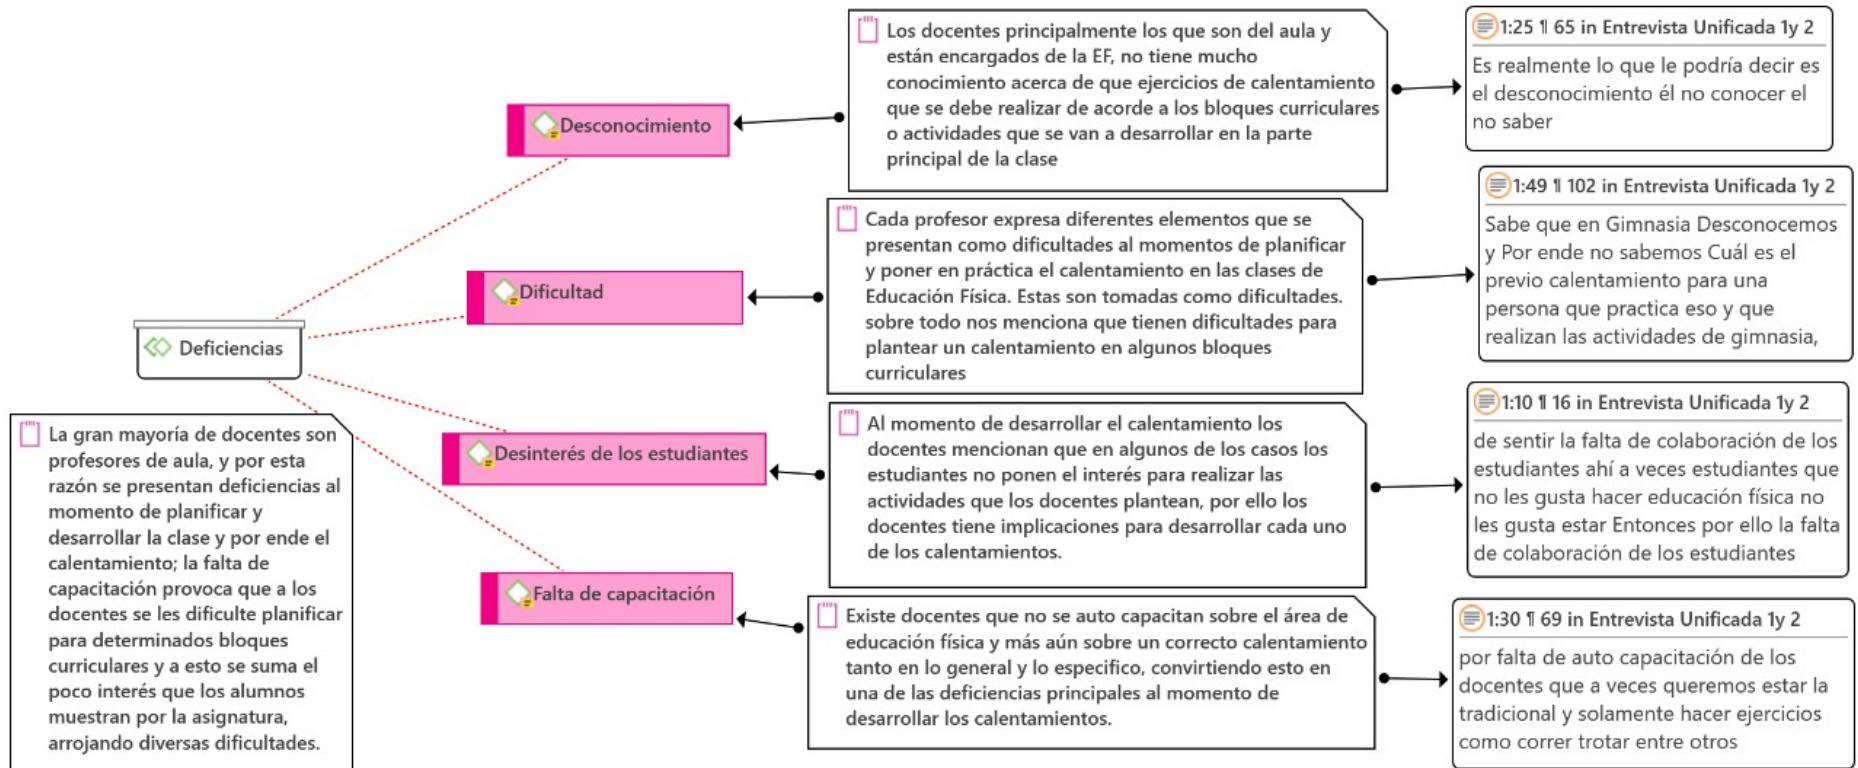 Deficiencias
La gran mayoría de docentes son
profesores de aula, y por esta
razón se presentan deficiencias al
momento de planificar y
desarrollar la clase y por ende el
calentamiento; la falta de
capacitación provoca que a los
docentes se les dificulte planificar
para determinados bloques
curriculares y a esto se suma el
poco interés que los alumnos
muestran por la asignatura,
arrojando diversas dificultades.
Desconocimiento
Los docentes principalmente los que son del aula y
están encargados de la EF, no tiene mucho
conocimiento acerca de que ejercicios de calentamiento
que se debe realizar de acorde a los bloques curriculares
o actividades que se van a desarrollar en la parte
principal de la clase
1:25 ¶ 65 in Entrevista Unificada 1y 2
Es realmente lo que le podría decir es
el desconocimiento él no conocer el
no saber
Dificultad
Cada profesor expresa diferentes elementos que se
presentan como dificultades al momentos de planificar
y poner en práctica el calentamiento en las clases de
Educación Física. Estas son tomadas como dificultades.
sobre todo nos menciona que tienen dificultades para
plantear un calentamiento en algunos bloques
curriculares
1:49 ¶ 102 in Entrevista Unificada 1y 2
Sabe que en Gimnasia Desconocemos
y Por ende no sabemos Cuál es el
previo calentamiento para una
persona que practica eso y que
realizan las actividades de gimnasia,
Desinterés de los estudiantes
Al momento de desarrollar el calentamiento los
docentes mencionan que en algunos de los casos los
estudiantes no ponen el interés para realizar las
actividades que los docentes plantean, por ello los
docentes tiene implicaciones para desarrollar cada uno
de los calentamientos.
1:10 ¶ 16 in Entrevista Unificada 1y 2
de sentir la falta de colaboración de los
estudiantes ahí a veces estudiantes que
no les gusta hacer educación física no
les gusta estar Entonces por ello la falta
de colaboración de los estudiantes
Falta de capacitación
Existe docentes que no se auto capacitan sobre el área de
educación física y más aún sobre un correcto calentamiento
tanto en lo general y lo especifico, convirtiendo esto en
una de las deficiencias principales al momento de
desarrollar los calentamientos.
1:30 ¶ 69 in Entrevista Unificada 1y 2
por falta de auto capacitación de los
docentes que a veces queremos estar la
tradicional y solamente hacer ejercicios
como correr trotar entre otros